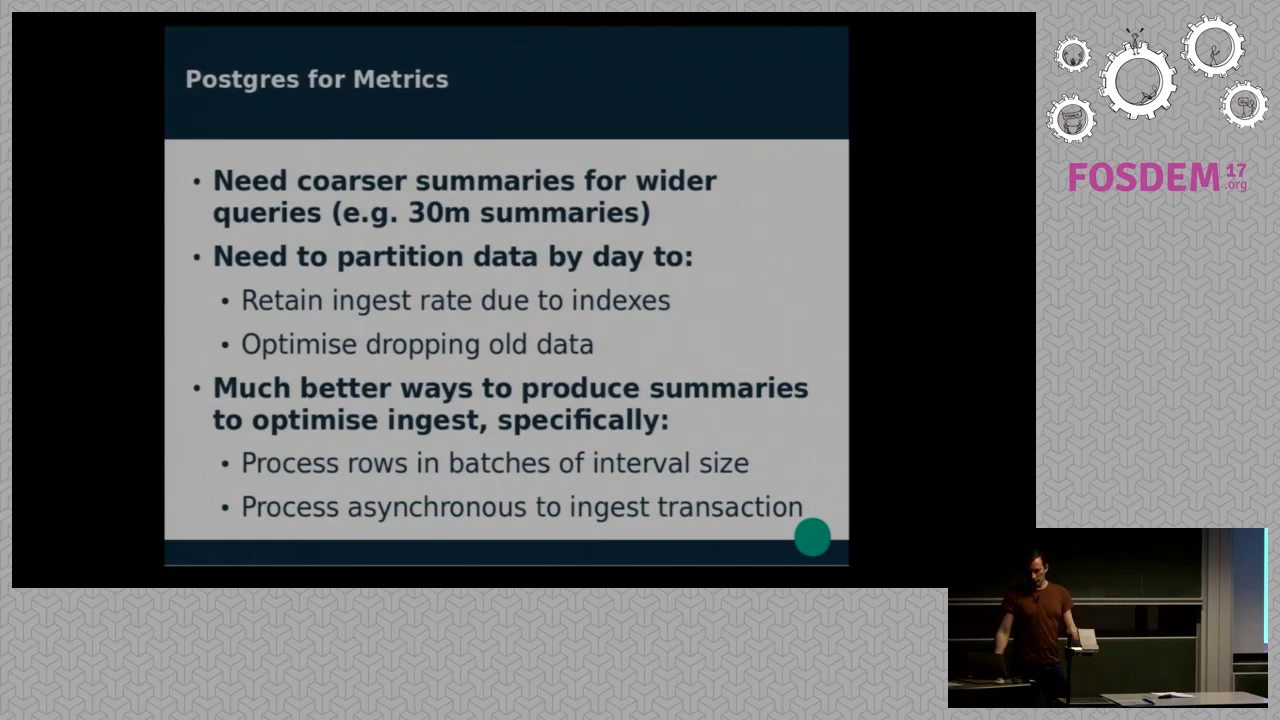 Postgres for Metrics
• Need coarser summaries for wider
queries (e.g. 30m summaries)
• Need to partition data by day to:
• Retain ingest rate due to indexes
• Optimise dropping old data
• Much better ways to produce summaries
to optimise ingest, specifically:
• Process rows in batches of interval size
• Process asynchronous to ingest transaction
FOSDEM 17
.org